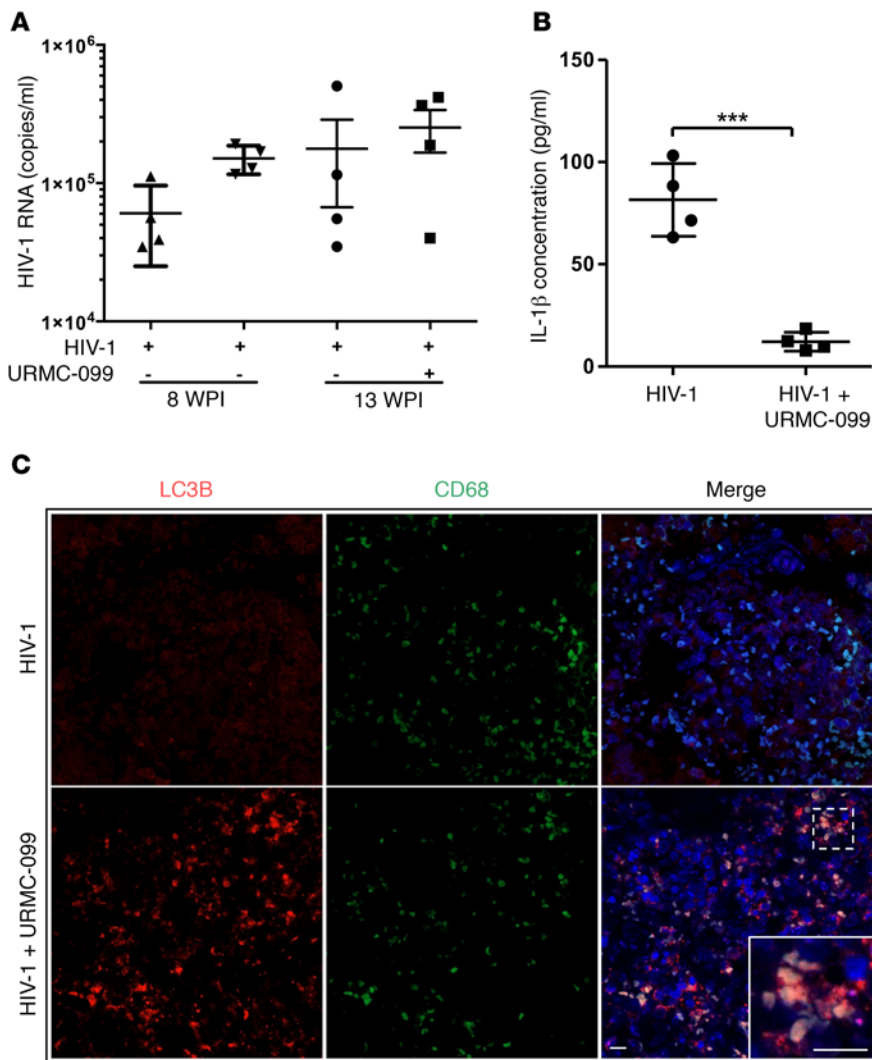 A
1×10⁶
1×10⁵
1×10⁴
HIV-1 RNA (copies/ml)
HIV-1 + + + +
URMC-099 - - - +
8 WPI 13 WPI
B
150
100
50
0
IL-1β concentration (pg/ml)
***
HIV-1 HIV-1 +
URMC-099
C
LC3B CD68 Merge
HIV-1
HIV-1 + URMC-099